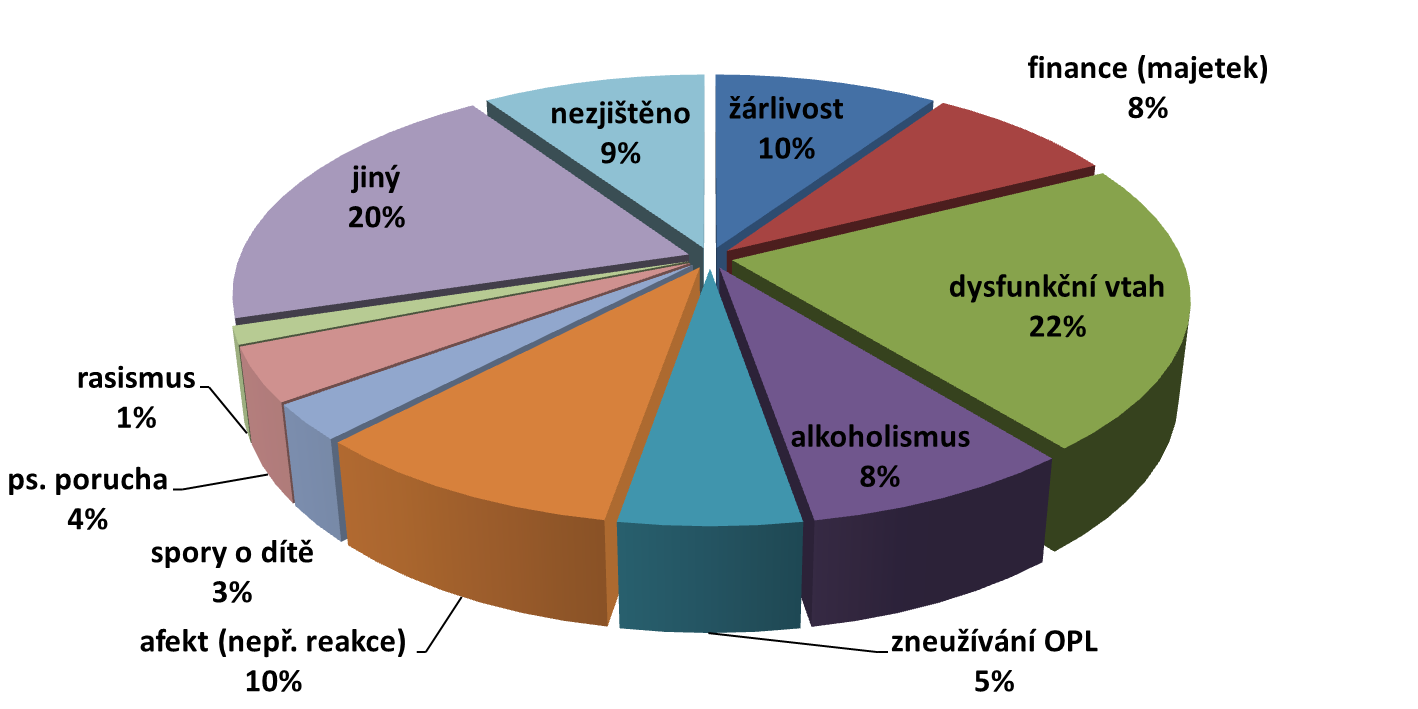 finance (majetek)
8%
nezjištěno
9%
žárlivost
10%
jiný
20%
dysfunkční vtah
22%
rasismus
1%
alkoholismus
8%
ps. porucha
4%
spory o dítě
3%
afekt (nepř. reakce)
10%
zneužívání OPL
5%